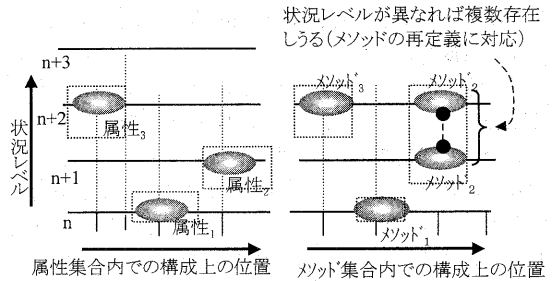 状況レベルが異なれば複数存在
しうる(メソッドの再定義に対応)
n+3
n+2
n+1
n
状況レベル
属性3
属性2
属性1
属性集合内での構成上の位置
メソッド3
メソッド2
メソッド2
メソッド1
メソッド集合内での構成上の位置